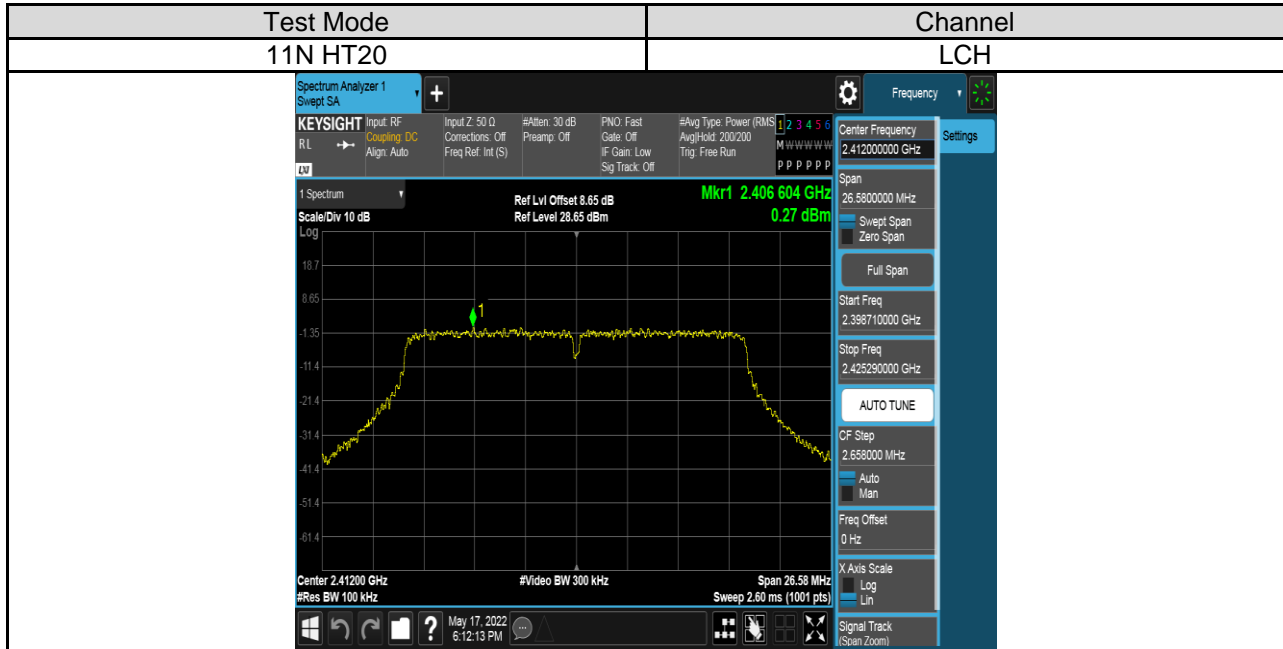 Test Mode Channel
11N HT20 LCH
Spectrum Analyzer 1
Swept SA
Frequency
KEYSIGHT Input: RF Input Z: 50 Ω #Atten: 30 dB PNO: Fast #Avg Type: Power (RMS 1 2 3 4 5 6
RL Coupling: DC Corrections: Off Preamp: Off Gate: Off Avg|Hold: 200/200 M W W W W W
Align: Auto Freq Ref: Int (S) IF Gain: Low Trig: Free Run
LXI Sig Track: Off P P P P P P
1 Spectrum
Ref Lvl Offset 8.65 dB Mkr1 2.406 604 GHz
Scale/Div 10 dB Ref Level 28.65 dBm 0.27 dBm
Log
18.7
8.65
1
-1.35
-11.4
-21.4
-31.4
-41.4
-51.4
-61.4
Center 2.41200 GHz #Video BW 300 kHz Span 26.58 MHz
#Res BW 100 kHz Sweep 2.60 ms (1001 pts)
May 17, 2022
6:12:13 PM
Settings
Center Frequency
2.412000000 GHz
Span
26.5800000 MHz
Swept Span
Zero Span
Full Span
Start Freq
2.398710000 GHz
Stop Freq
2.425290000 GHz
AUTO TUNE
CF Step
2.658000 MHz
Auto
Man
Freq Offset
0 Hz
X Axis Scale
Log
Lin
Signal Track
(Span Zoom)